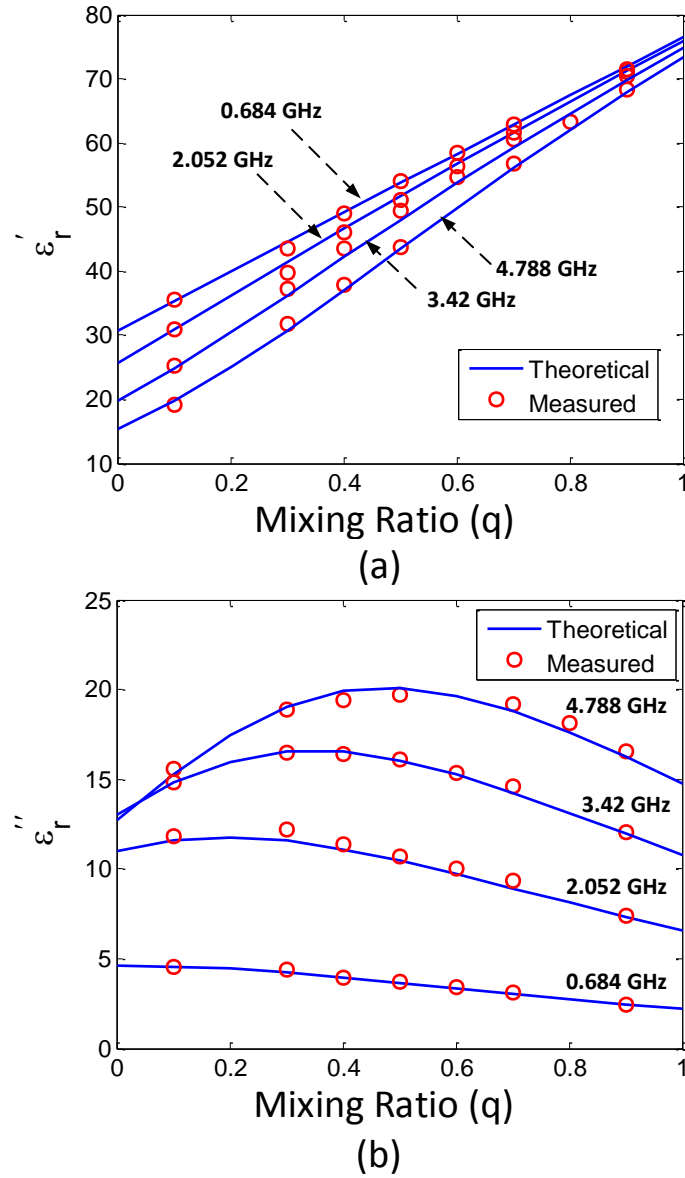 80
70
60
50
40
30
20
10
ε_r′
0.684 GHz
2.052 GHz
4.788 GHz
3.42 GHz
Theoretical
Measured
0 0.2 0.4 0.6 0.8 1
Mixing Ratio (q)
(a)
25
20
15
10
5
0
ε_r′′
Theoretical
Measured
4.788 GHz
3.42 GHz
2.052 GHz
0.684 GHz
0 0.2 0.4 0.6 0.8 1
Mixing Ratio (q)
(b)